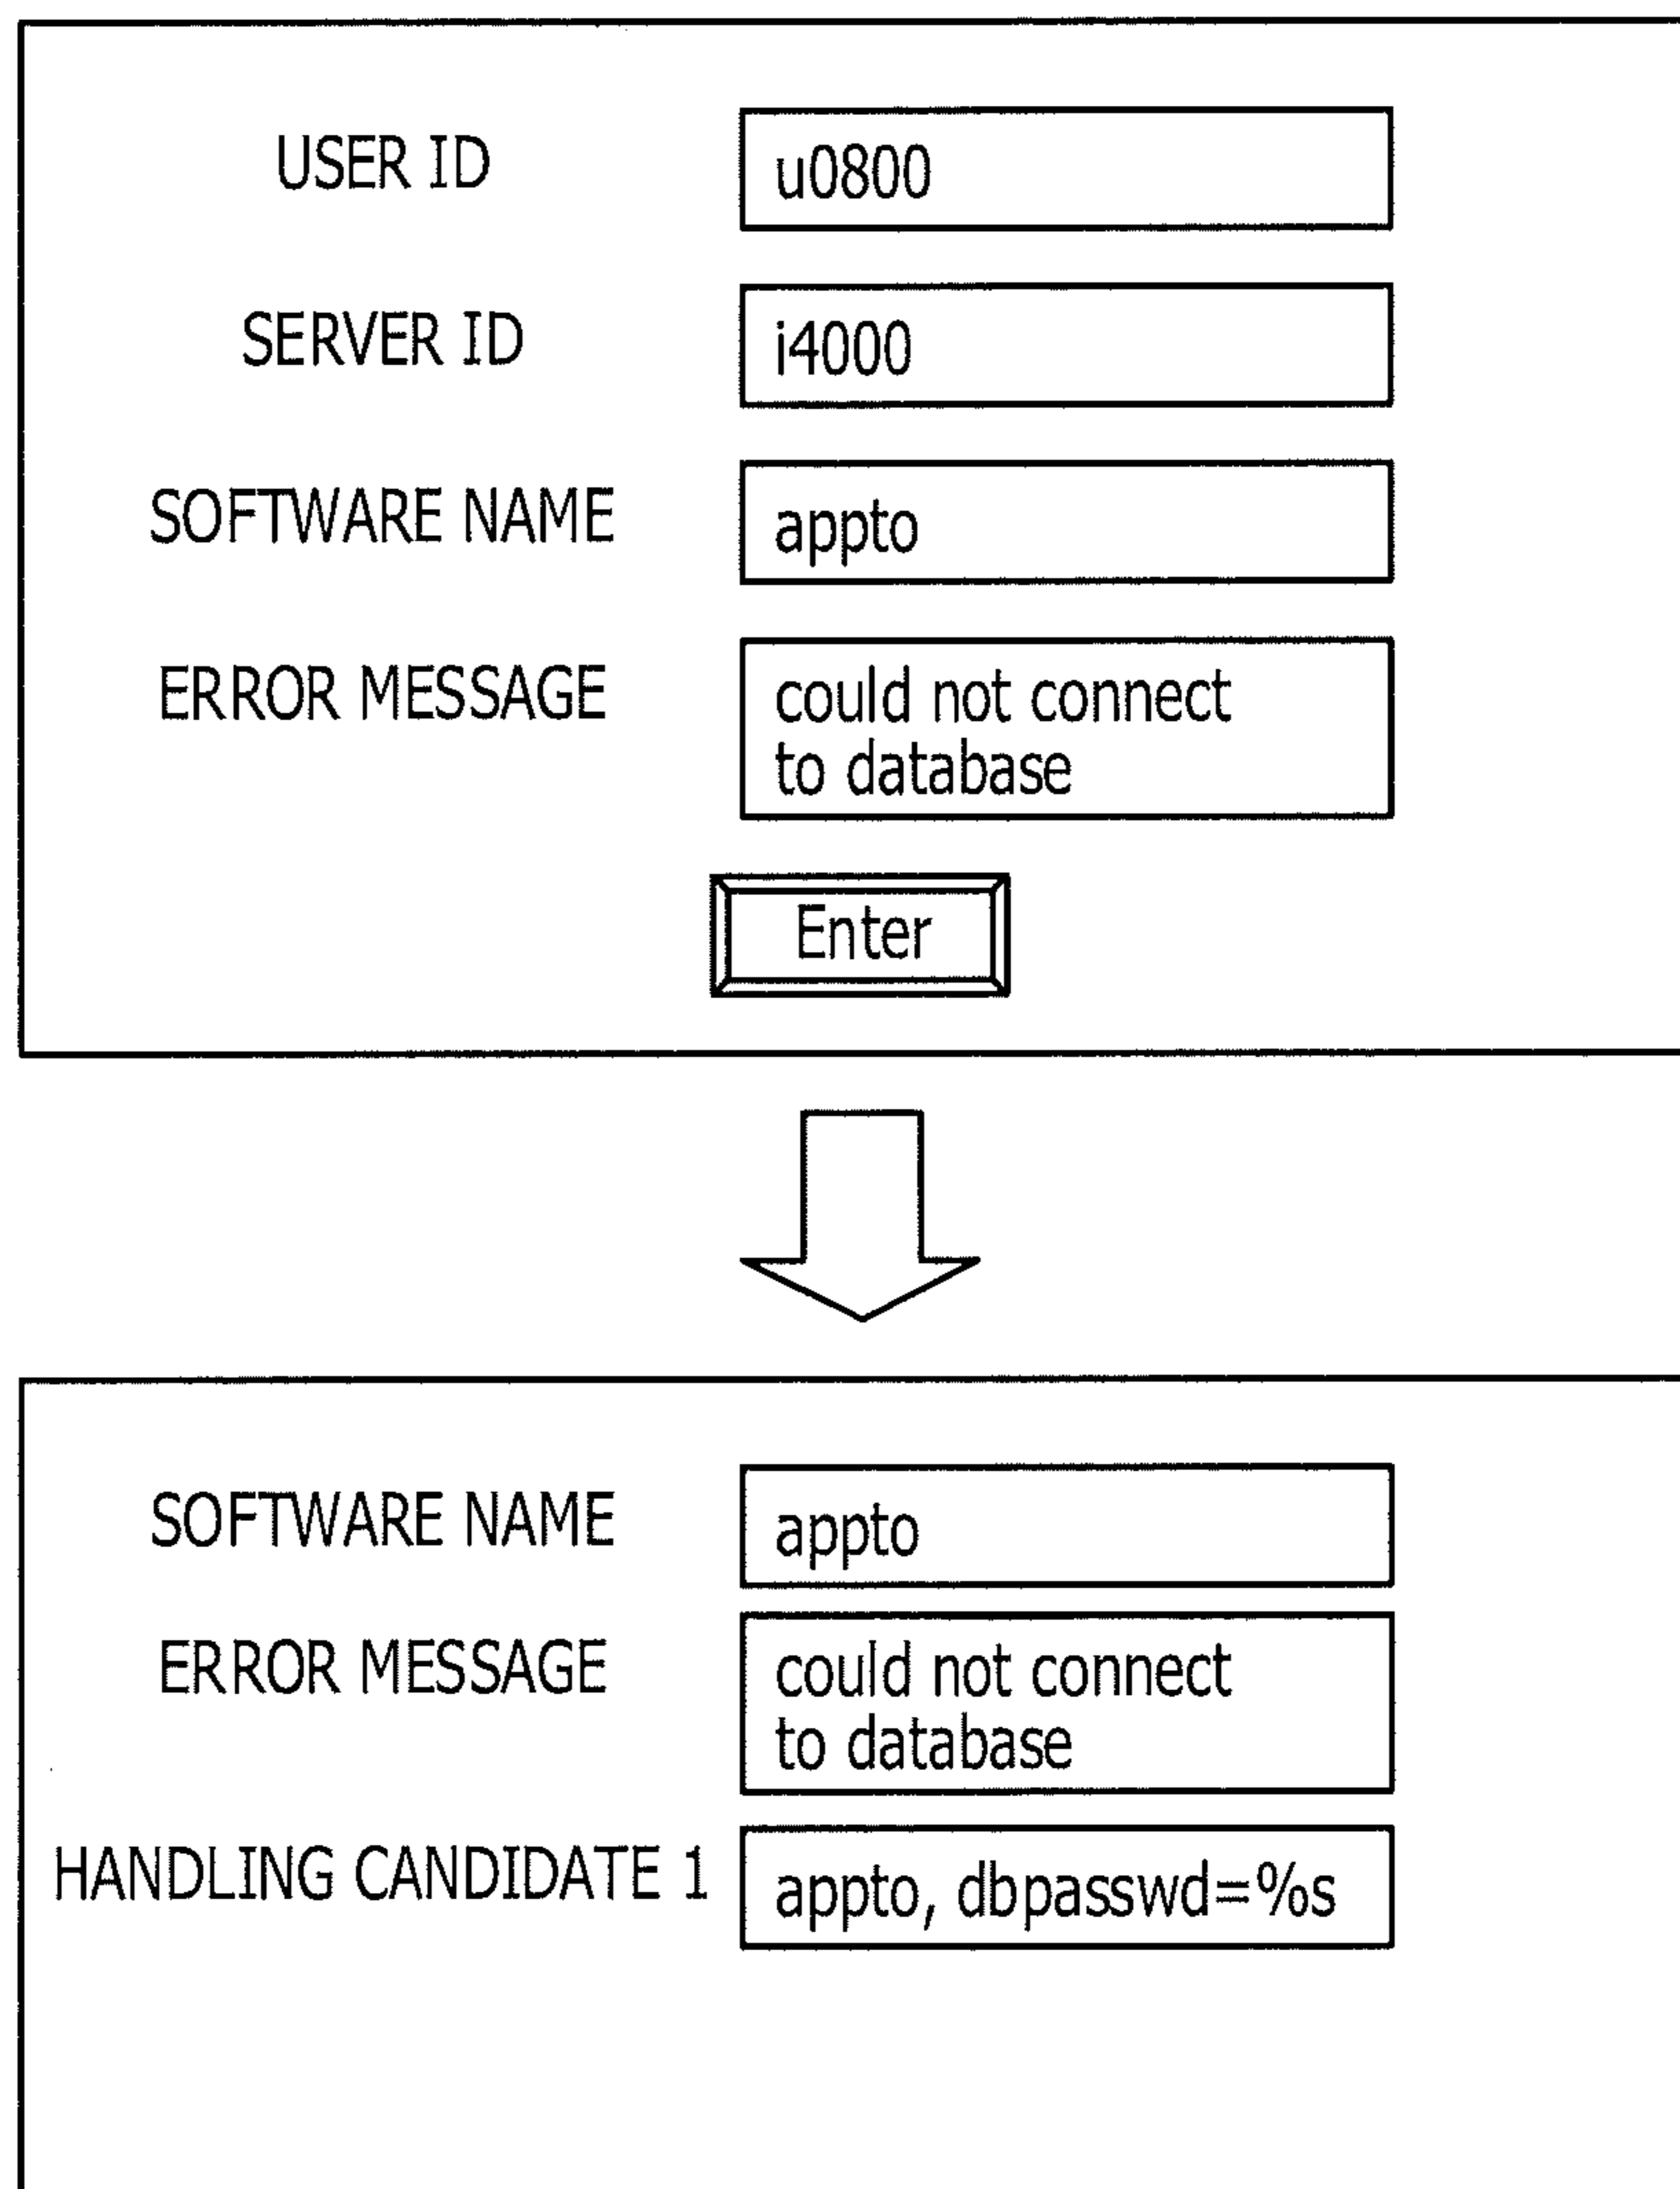 USER ID u0800
SERVER ID i4000
SOFTWARE NAME appto
ERROR MESSAGE could not connect
to database
Enter
SOFTWARE NAME appto
ERROR MESSAGE could not connect
to database
HANDLING CANDIDATE 1 appto, dbpasswd=%s